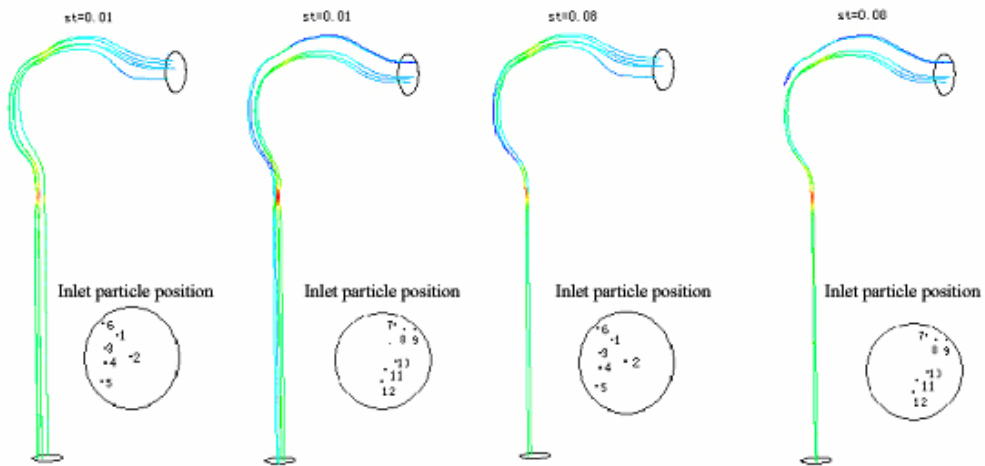 st=0.01
st=0.01
st=0.08
st=0.08
Inlet particle position
Inlet particle position
Inlet particle position
Inlet particle position
6
1
3
2
4
5
7
8 9
13
11
12
6
1
3
2
4
5
7
8 9
13
11
12